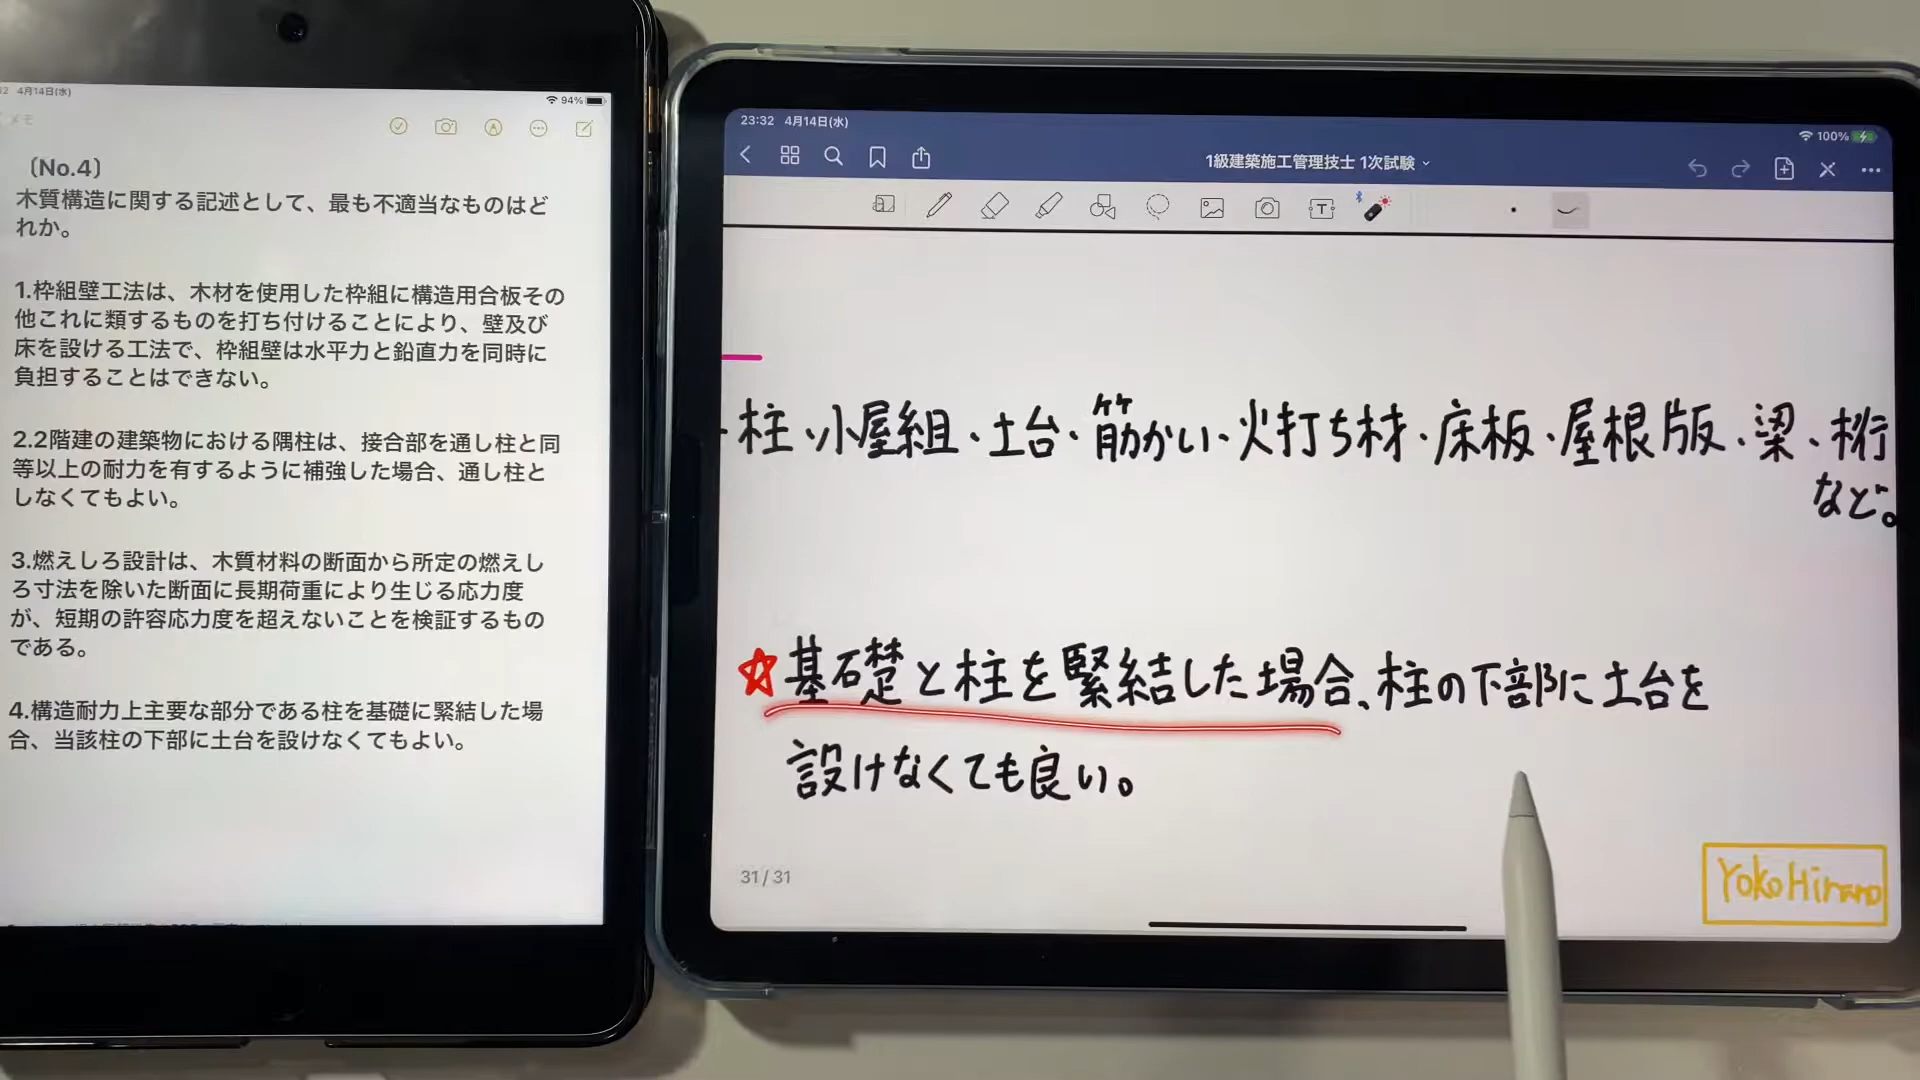 4月14日(水)
94%
メモ
〔No.4〕
木質構造に関する記述として、最も不適当なものはど
れか。
1.枠組壁工法は、木材を使用した枠組に構造用合板その
他これに類するものを打ち付けることにより、壁及び
床を設ける工法で、枠組壁は水平力と鉛直力を同時に
負担することはできない。
2.2階建の建築物における隅柱は、接合部を通し柱と同
等以上の耐力を有するように補強した場合、通し柱と
しなくてもよい。
3.燃えしろ設計は、木質材料の断面から所定の燃えし
ろ寸法を除いた断面に長期荷重により生じる応力度
が、短期の許容応力度を超えないことを検証するもの
である。
4.構造耐力上主要な部分である柱を基礎に緊結した場
合、当該柱の下部に土台を設けなくてもよい。
23:32 4月14日(水)
100%
1級建築施工管理技士 1次試験
T
・柱・小屋組・土台・筋かい・火打ち材・床板・屋根版・梁・桁
など。
☆基礎と柱を緊結した場合、柱の下部に土台を
設けなくても良い。
31/31
YokoHirano